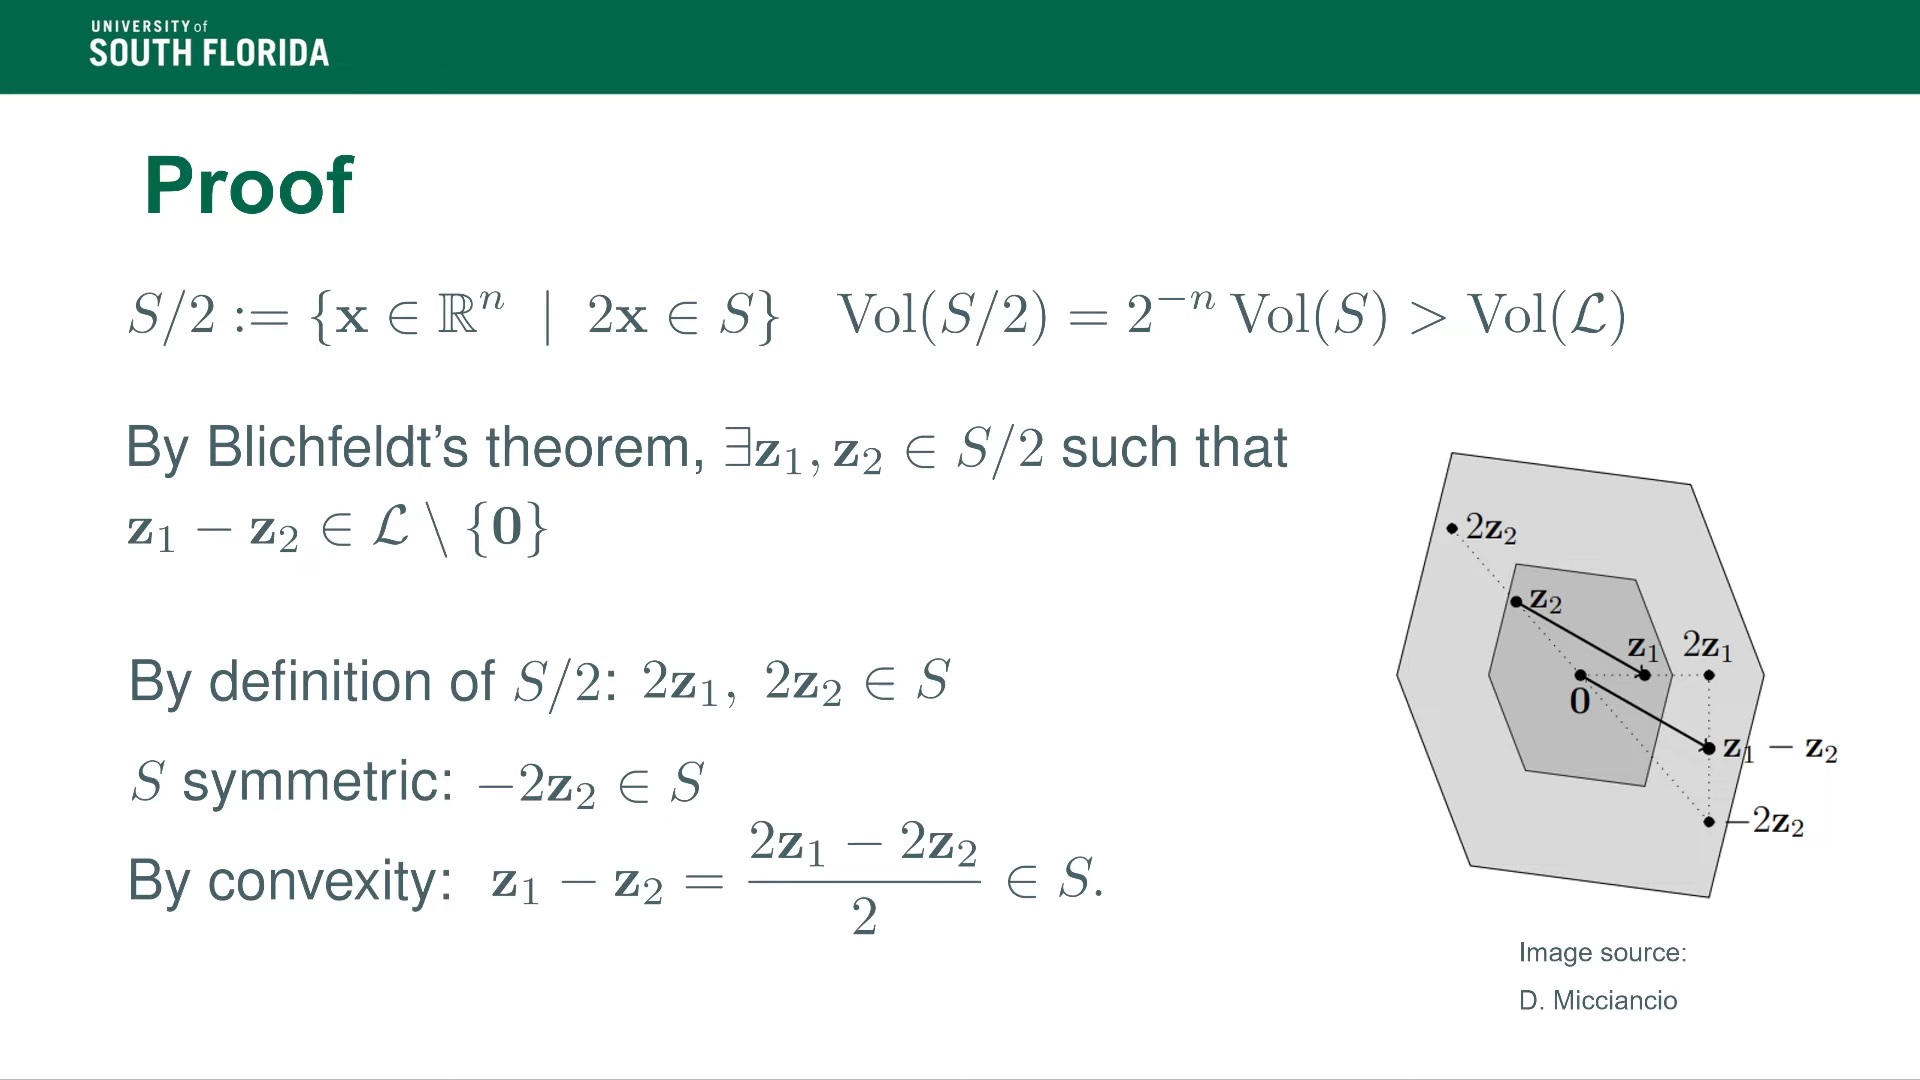 UNIVERSITY of
SOUTH FLORIDA
Proof
S/2 := {x ∈ ℝⁿ | 2x ∈ S} Vol(S/2) = 2⁻ⁿ Vol(S) > Vol(ℒ)
By Blichfeldt’s theorem, ∃z₁, z₂ ∈ S/2 such that
z₁ − z₂ ∈ ℒ \ {0}
By definition of S/2: 2z₁, 2z₂ ∈ S
S symmetric: −2z₂ ∈ S
By convexity: z₁ − z₂ = (2z₁ − 2z₂)/2 ∈ S.
2z₂
z₂
z₁ 2z₁
0
z₁ − z₂
−2z₂
Image source:
D. Micciancio